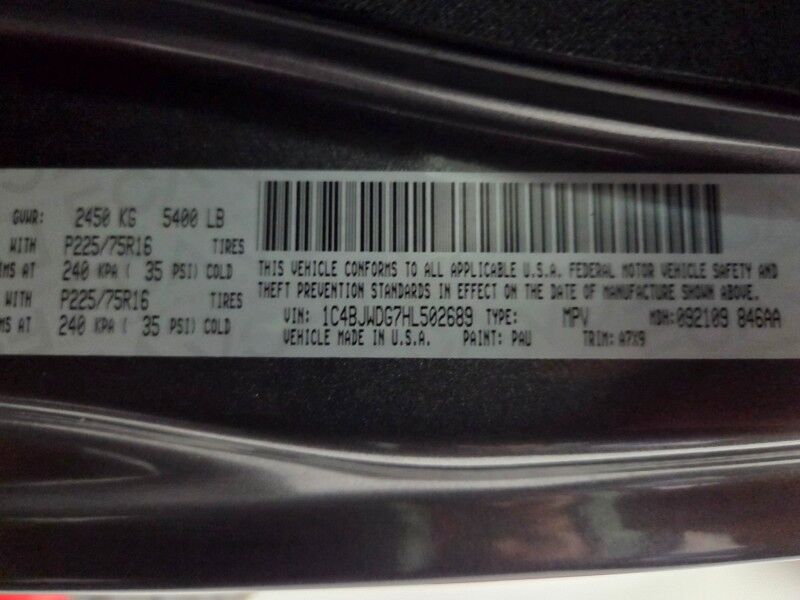 GVWR: 2450 KG 5400 LB
WITH P225/75R16 TIRES
MS AT 240 KPA ( 35 PSI) COLD
WITH P225/75R16 TIRES
MS AT 240 KPA ( 35 PSI) COLD
THIS VEHICLE CONFORMS TO ALL APPLICABLE U.S.A. FEDERAL MOTOR VEHICLE SAFETY AND
THEFT PREVENTION STANDARDS IN EFFECT ON THE DATE OF MANUFACTURE SHOWN ABOVE.
VIN: 1C4BJWDG7HL502689 TYPE: MPV MDH:092109 846AA
VEHICLE MADE IN U.S.A. PAINT: PAU TRIM: A7X9